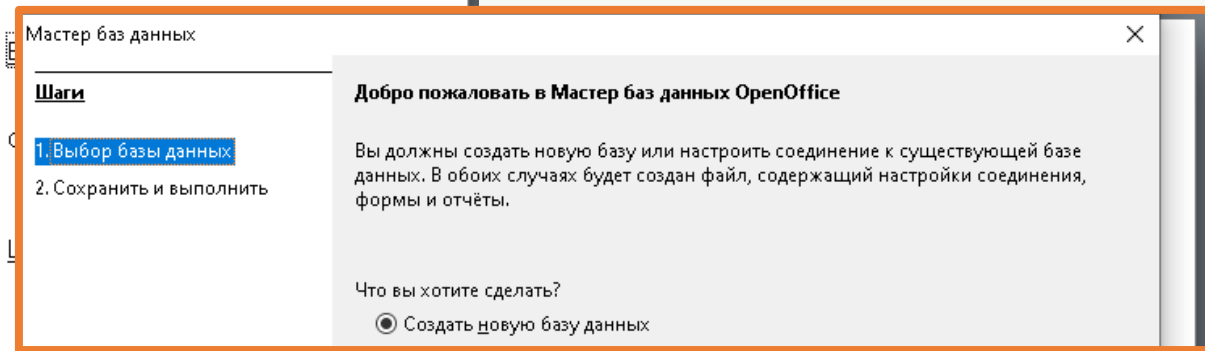 Мастер баз данных
Шаги
Добро пожаловать в Мастер баз данных OpenOffice
1. Выбор базы данных
2. Сохранить и выполнить
Вы должны создать новую базу или настроить соединение к существующей базе
данных. В обоих случаях будет создан файл, содержащий настройки соединения,
формы и отчёты.
Что вы хотите сделать?
Создать новую базу данных